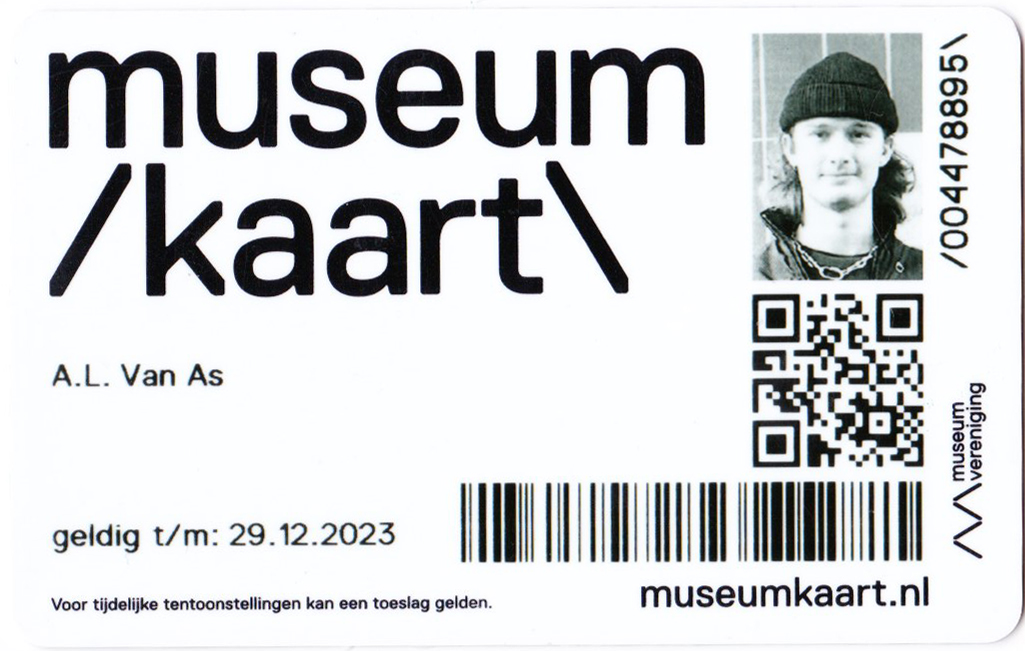 museum
/kaart\
/004478895\
A.L. Van As
museum
vereniging
geldig t/m: 29.12.2023
Voor tijdelijke tentoonstellingen kan een toeslag gelden.
museumkaart.nl